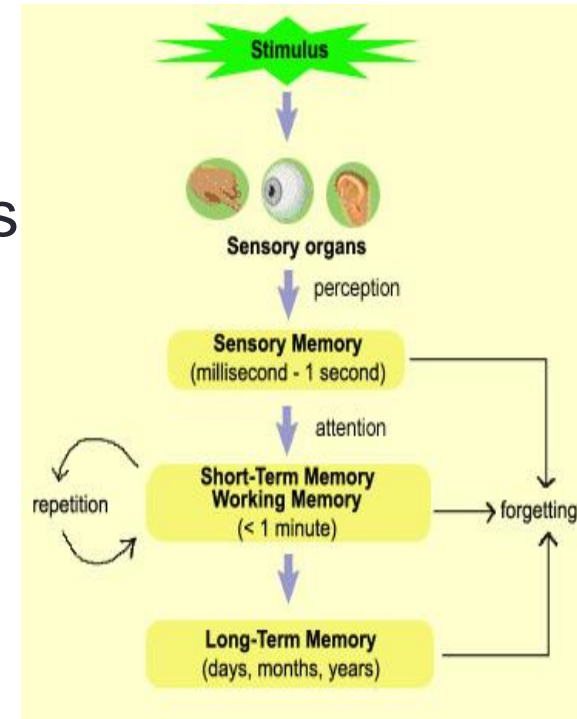 Stimulus
s
Sensory organs
perception
Sensory Memory
(millisecond - 1 second)
attention
Short-Term Memory
Working Memory
(< 1 minute)
repetition
forgetting
Long-Term Memory
(days, months, years)